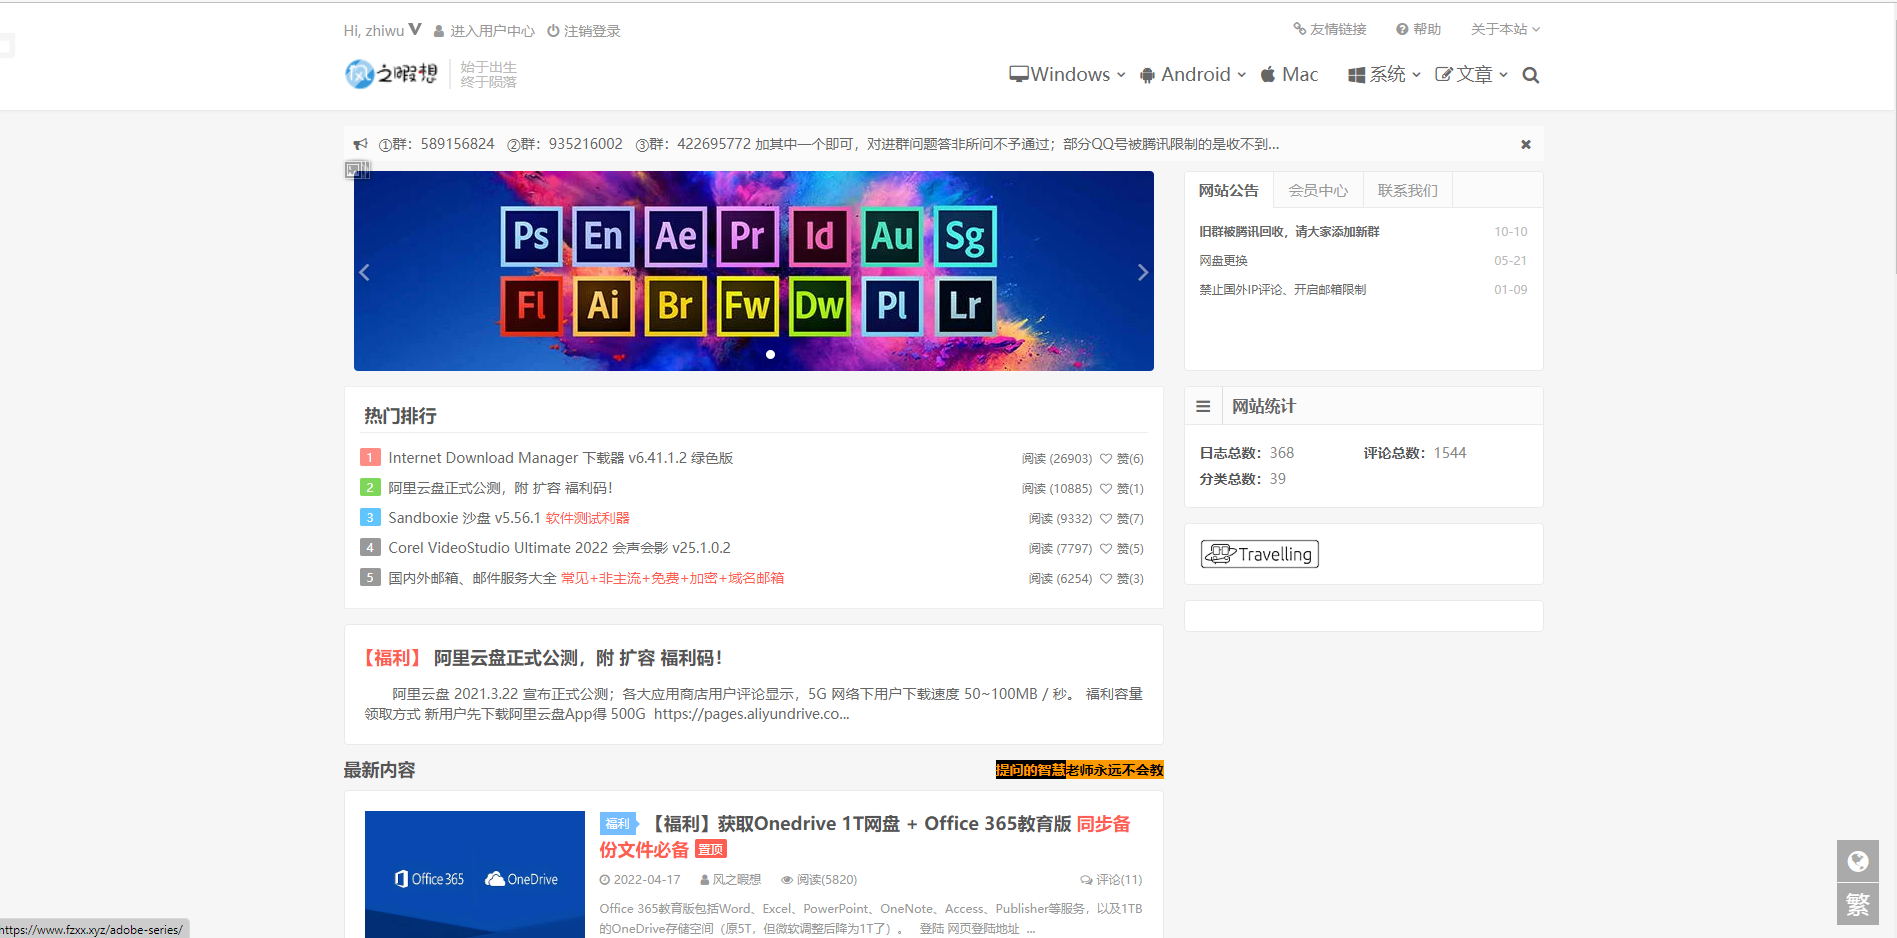 Hi, zhiwu V 进入用户中心 注销登录
友情链接 帮助 关于本站
风之暇想
始于出生
终于陨落
Windows Android Mac 系统 文章
①群：589156824 ②群：935216002 ③群：422695772 加其中一个即可，对进群问题答非所问不予通过；部分QQ号被腾讯限制的是收不到...
Ps En Ae Pr Id Au Sg
Fl Ai Br Fw Dw Pl Lr
网站公告 会员中心 联系我们
旧群被腾讯回收，请大家添加新群 10-10
网盘更换 05-21
禁止国外IP评论、开启邮箱限制 01-09
热门排行
1 Internet Download Manager 下载器 v6.41.1.2 绿色版 阅读 (26903) 赞(6)
2 阿里云盘正式公测，附 扩容 福利码！ 阅读 (10885) 赞(1)
3 Sandboxie 沙盘 v5.56.1 软件测试利器 阅读 (9332) 赞(7)
4 Corel VideoStudio Ultimate 2022 会声会影 v25.1.0.2 阅读 (7797) 赞(5)
5 国内外邮箱、邮件服务大全 常见+非主流+免费+加密+域名邮箱 阅读 (6254) 赞(3)
网站统计
日志总数：368 评论总数：1544
分类总数：39
Travelling
【福利】 阿里云盘正式公测，附 扩容 福利码！
阿里云盘 2021.3.22 宣布正式公测；各大应用商店用户评论显示，5G 网络下用户下载速度 50~100MB / 秒。 福利容量
领取方式 新用户先下载阿里云盘App得 500G https://pages.aliyundrive.co...
最新内容
提问的智慧老师永远不会教
Office 365 OneDrive
福利 【福利】获取Onedrive 1T网盘 + Office 365教育版 同步备
份文件必备 置顶
2022-04-17 风之暇想 阅读(5820) 评论(11)
Office 365教育版包括Word、Excel、PowerPoint、OneNote、Access、Publisher等服务，以及1TB
的OneDrive存储空间（原5T，但微软调整后降为1T了）。 登陆 网页登陆地址 ...
繁
https://www.fzxx.xyz/adobe-series/